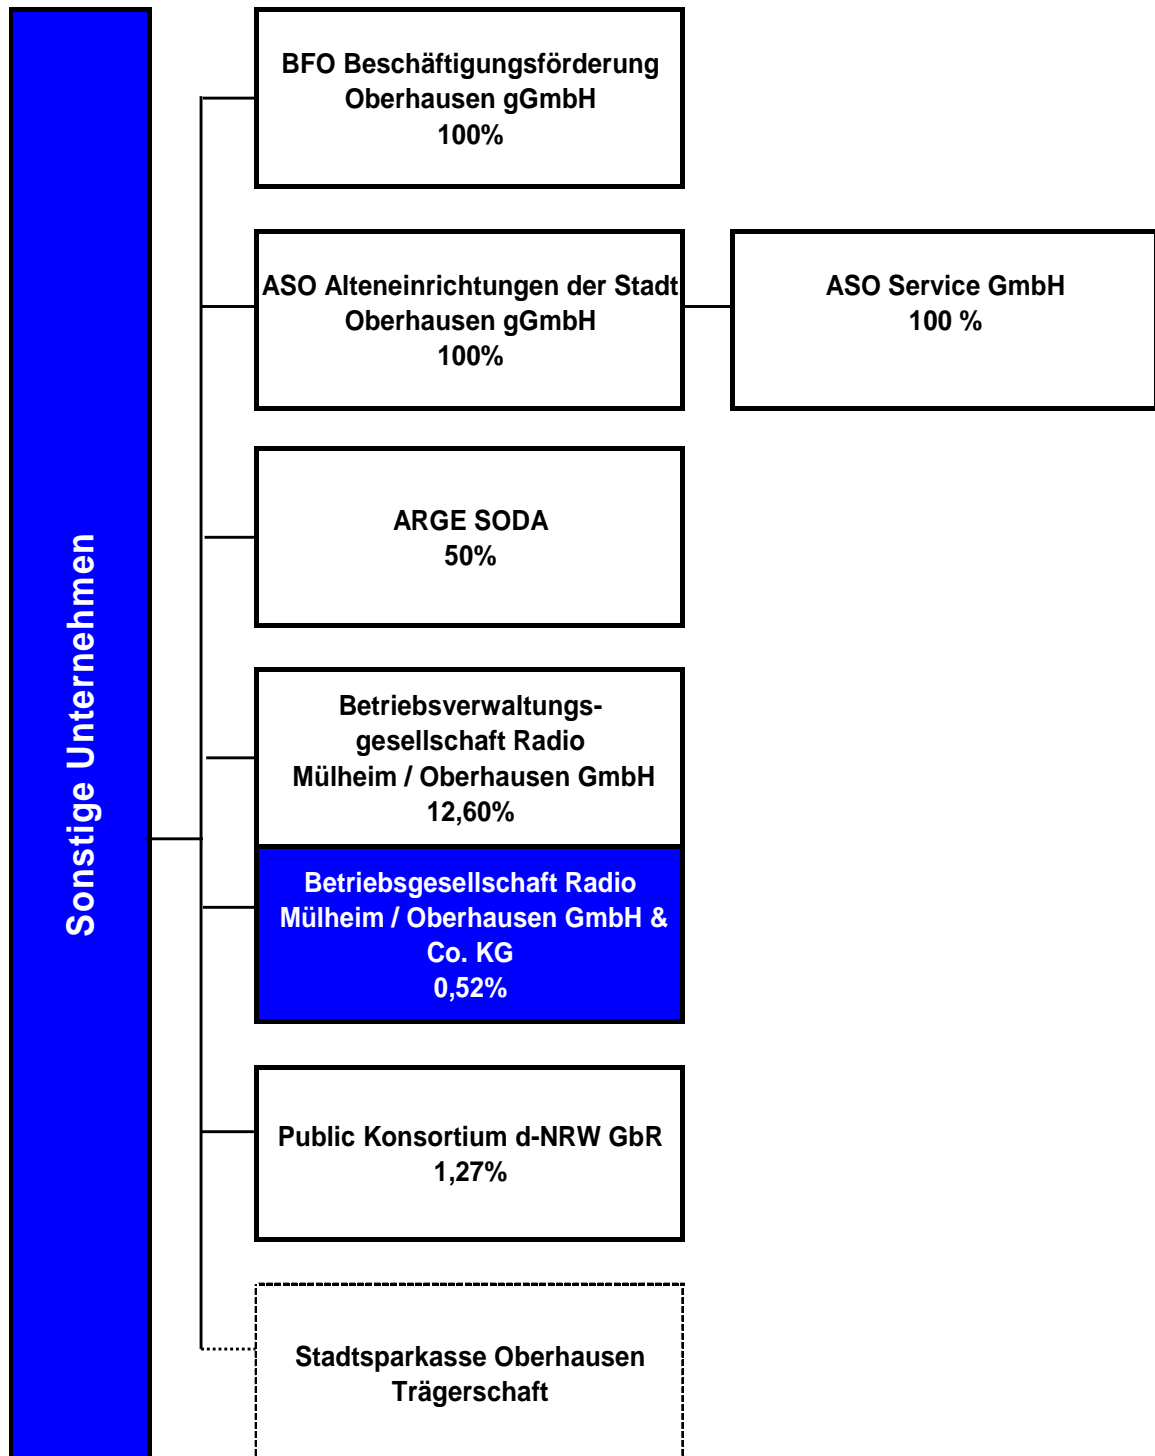 Sonstige Unternehmen
BFO Beschäftigungsförderung
Oberhausen gGmbH
100%
ASO Alteneinrichtungen der Stadt
Oberhausen gGmbH
100%
ASO Service GmbH
100 %
ARGE SODA
50%
Betriebsverwaltungs-
gesellschaft Radio
Mülheim / Oberhausen GmbH
12,60%
Betriebsgesellschaft Radio
Mülheim / Oberhausen GmbH &
Co. KG
0,52%
Public Konsortium d-NRW GbR
1,27%
Stadtsparkasse Oberhausen
Trägerschaft